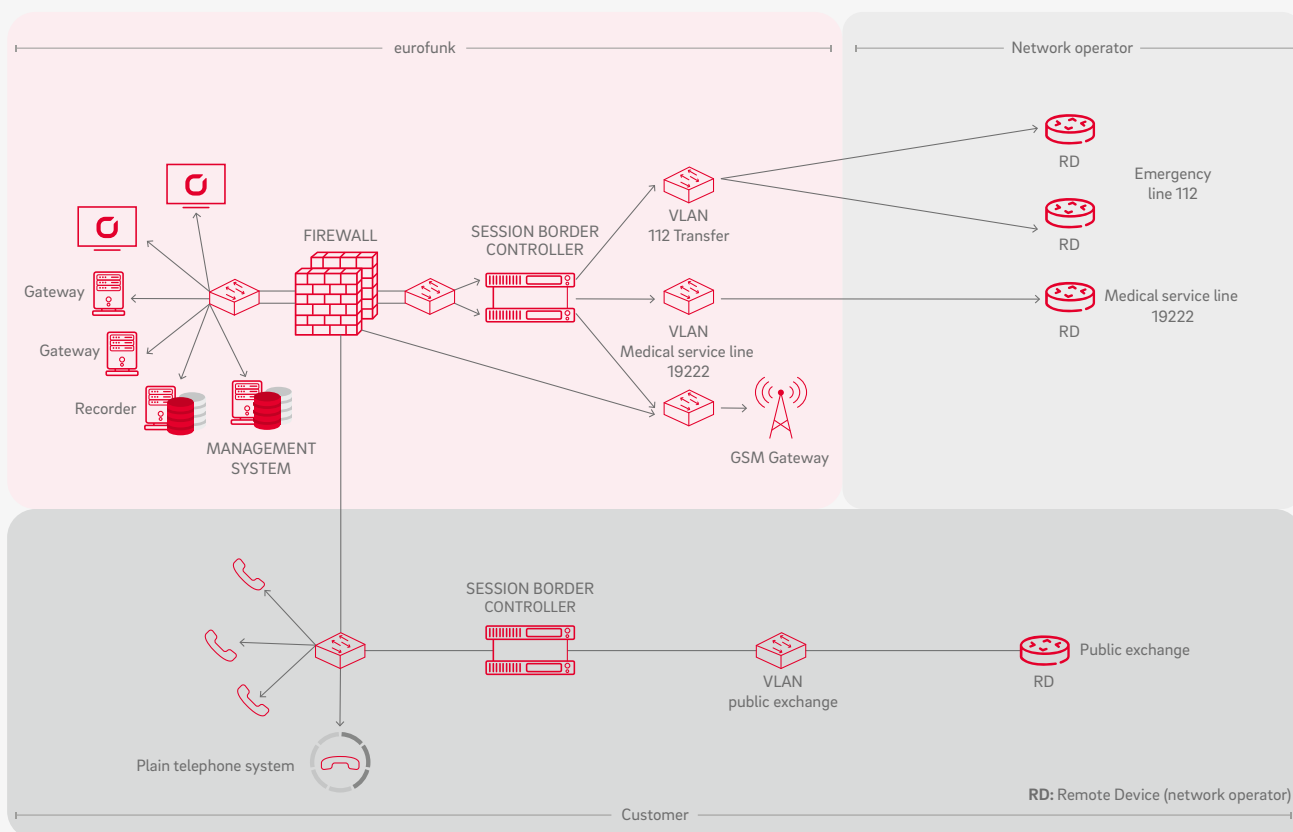 eurofunk
Network operator
RD
Emergency
line 112
RD
VLAN
112 Transfer
FIREWALL
SESSION BORDER
CONTROLLER
Gateway
Gateway
Recorder
MANAGEMENT
SYSTEM
VLAN
Medical service line
19222
Medical service line
19222
RD
GSM Gateway
SESSION BORDER
CONTROLLER
VLAN
public exchange
Public exchange
RD
Plain telephone system
RD: Remote Device (network operator)
Customer